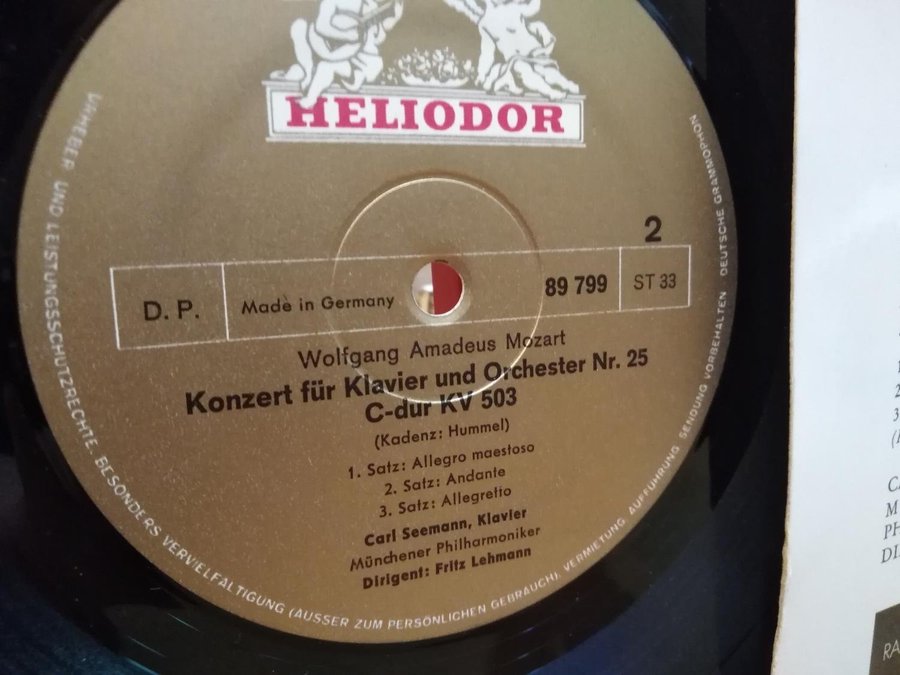 HELIODOR
2
D. P.
Made in Germany
89 799
ST 33
Wolfgang Amadeus Mozart
Konzert für Klavier und Orchester Nr. 25
C-dur KV 503
(Kadenz: Hummel)
1. Satz: Allegro maestoso
2. Satz: Andante
3. Satz: Allegretto
Carl Seemann, Klavier
Münchener Philharmoniker
Dirigent: Fritz Lehmann
URHEBER UND LEISTUNGSSCHUTZRECHTE, BESONDERS VERVIELFÄLTIGUNG (AUSSER ZUM PERSÖNLICHEN GEBRAUCH), VERMIETUNG AUFFÜHRUNG, SENDUNG VORBEHALTEN DEUTSCHE GRAMMOPHON